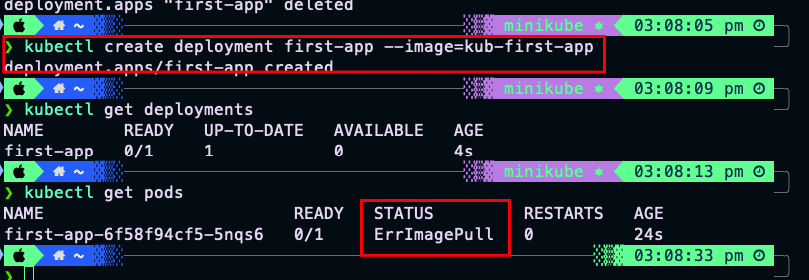 deployment.apps "first-app" deleted
~ minikube 03:08:05 pm
❯ kubectl create deployment first-app --image=kub-first-app
deployment.apps/first-app created
~ minikube 03:08:09 pm
❯ kubectl get deployments
NAME READY UP-TO-DATE AVAILABLE AGE
first-app 0/1 1 0 4s
~ minikube 03:08:13 pm
❯ kubectl get pods
NAME READY STATUS RESTARTS AGE
first-app-6f58f94cf5-5nqs6 0/1 ErrImagePull 0 24s
~ 03:08:33 pm
❯